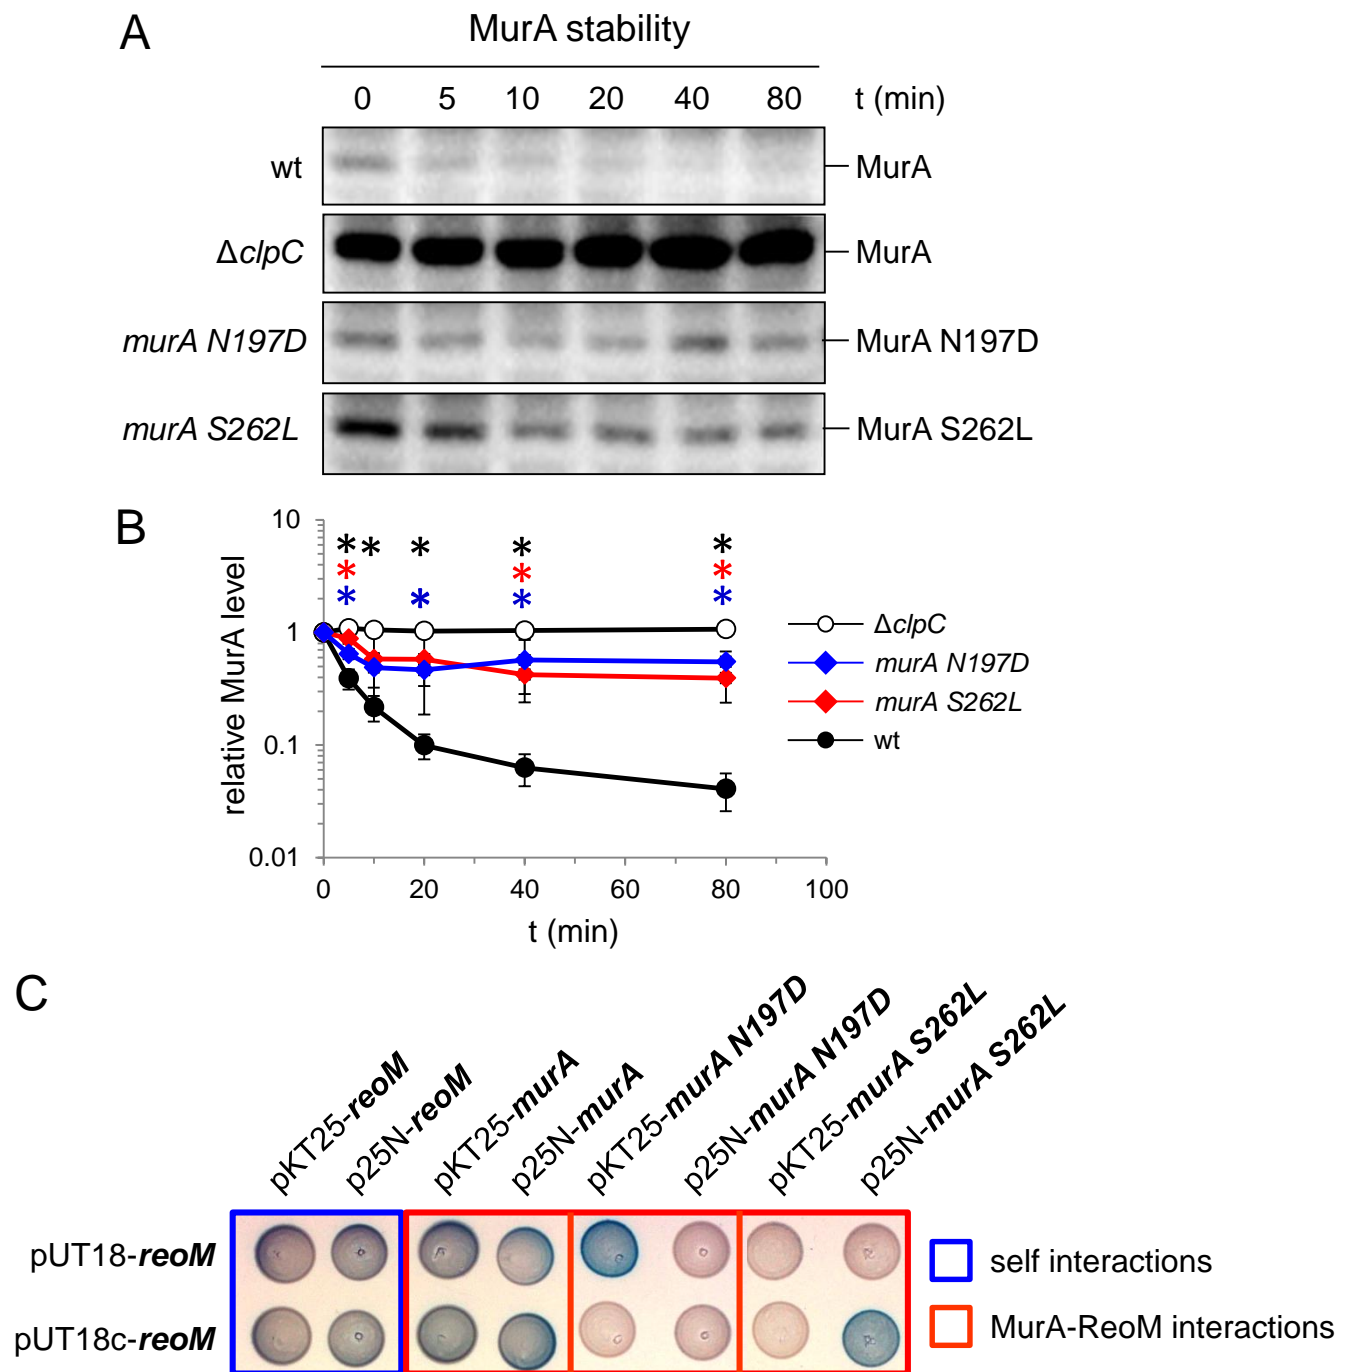 A
MurA stability
0 5 10 20 40 80 t (min)
wt MurA
ΔclpC MurA
murA N197D MurA N197D
murA S262L MurA S262L
B
relative MurA level
10
1
0.1
0.01
* * * * *
* * *
* * * *
0 20 40 60 80 100
t (min)
ΔclpC
murA N197D
murA S262L
wt
C
pKT25-reoM
p25N-reoM
pKT25-murA
p25N-murA
pKT25-murA N197D
p25N-murA N197D
pKT25-murA S262L
p25N-murA S262L
pUT18-reoM
pUT18c-reoM
self interactions
MurA-ReoM interactions